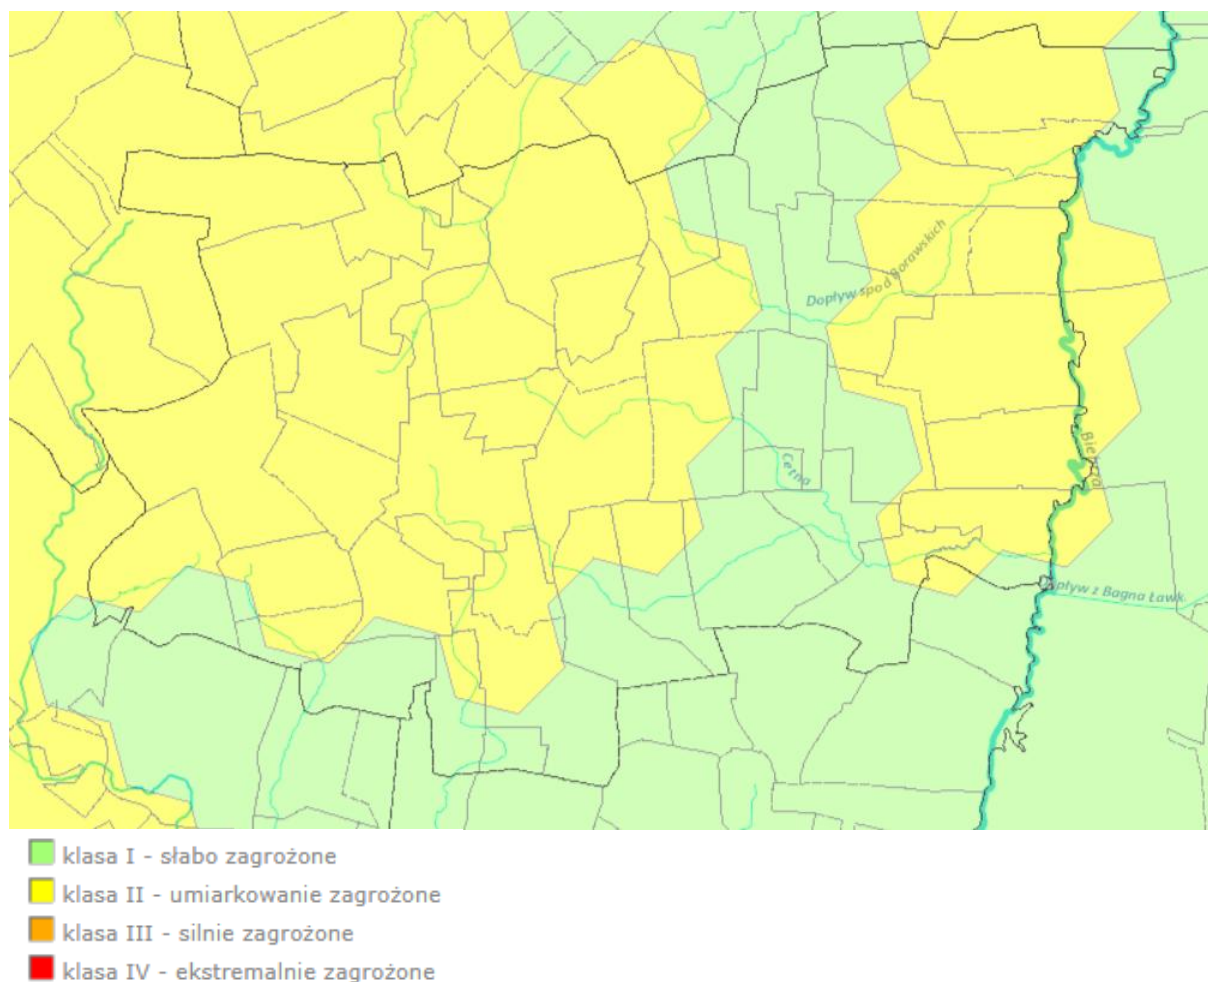 Dopływ spod Borawskich
Cetna
Biebrza
Dopływ z Bagna Ławk.
klasa I - słabo zagrożone
klasa II - umiarkowanie zagrożone
klasa III - silnie zagrożone
klasa IV - ekstremalnie zagrożone